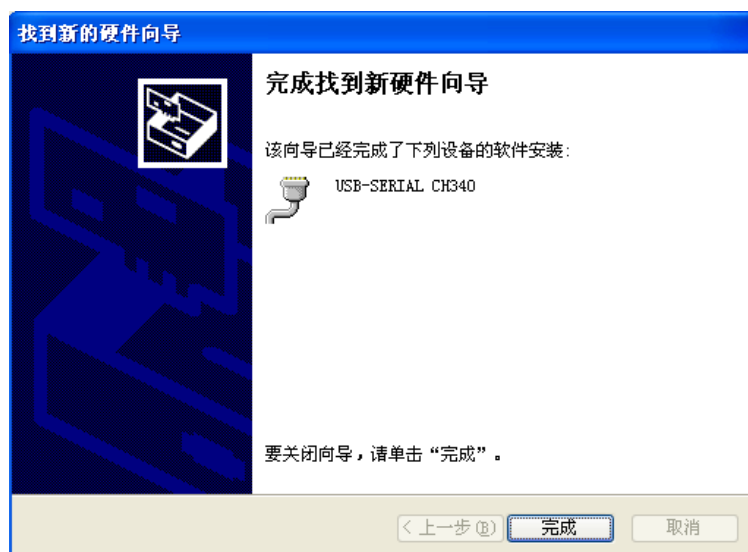 找到新的硬件向导
完成找到新硬件向导
该向导已经完成了下列设备的软件安装:
USB-SERIAL CH340
要关闭向导,请单击“完成”。
< 上一步(B)
完成
取消